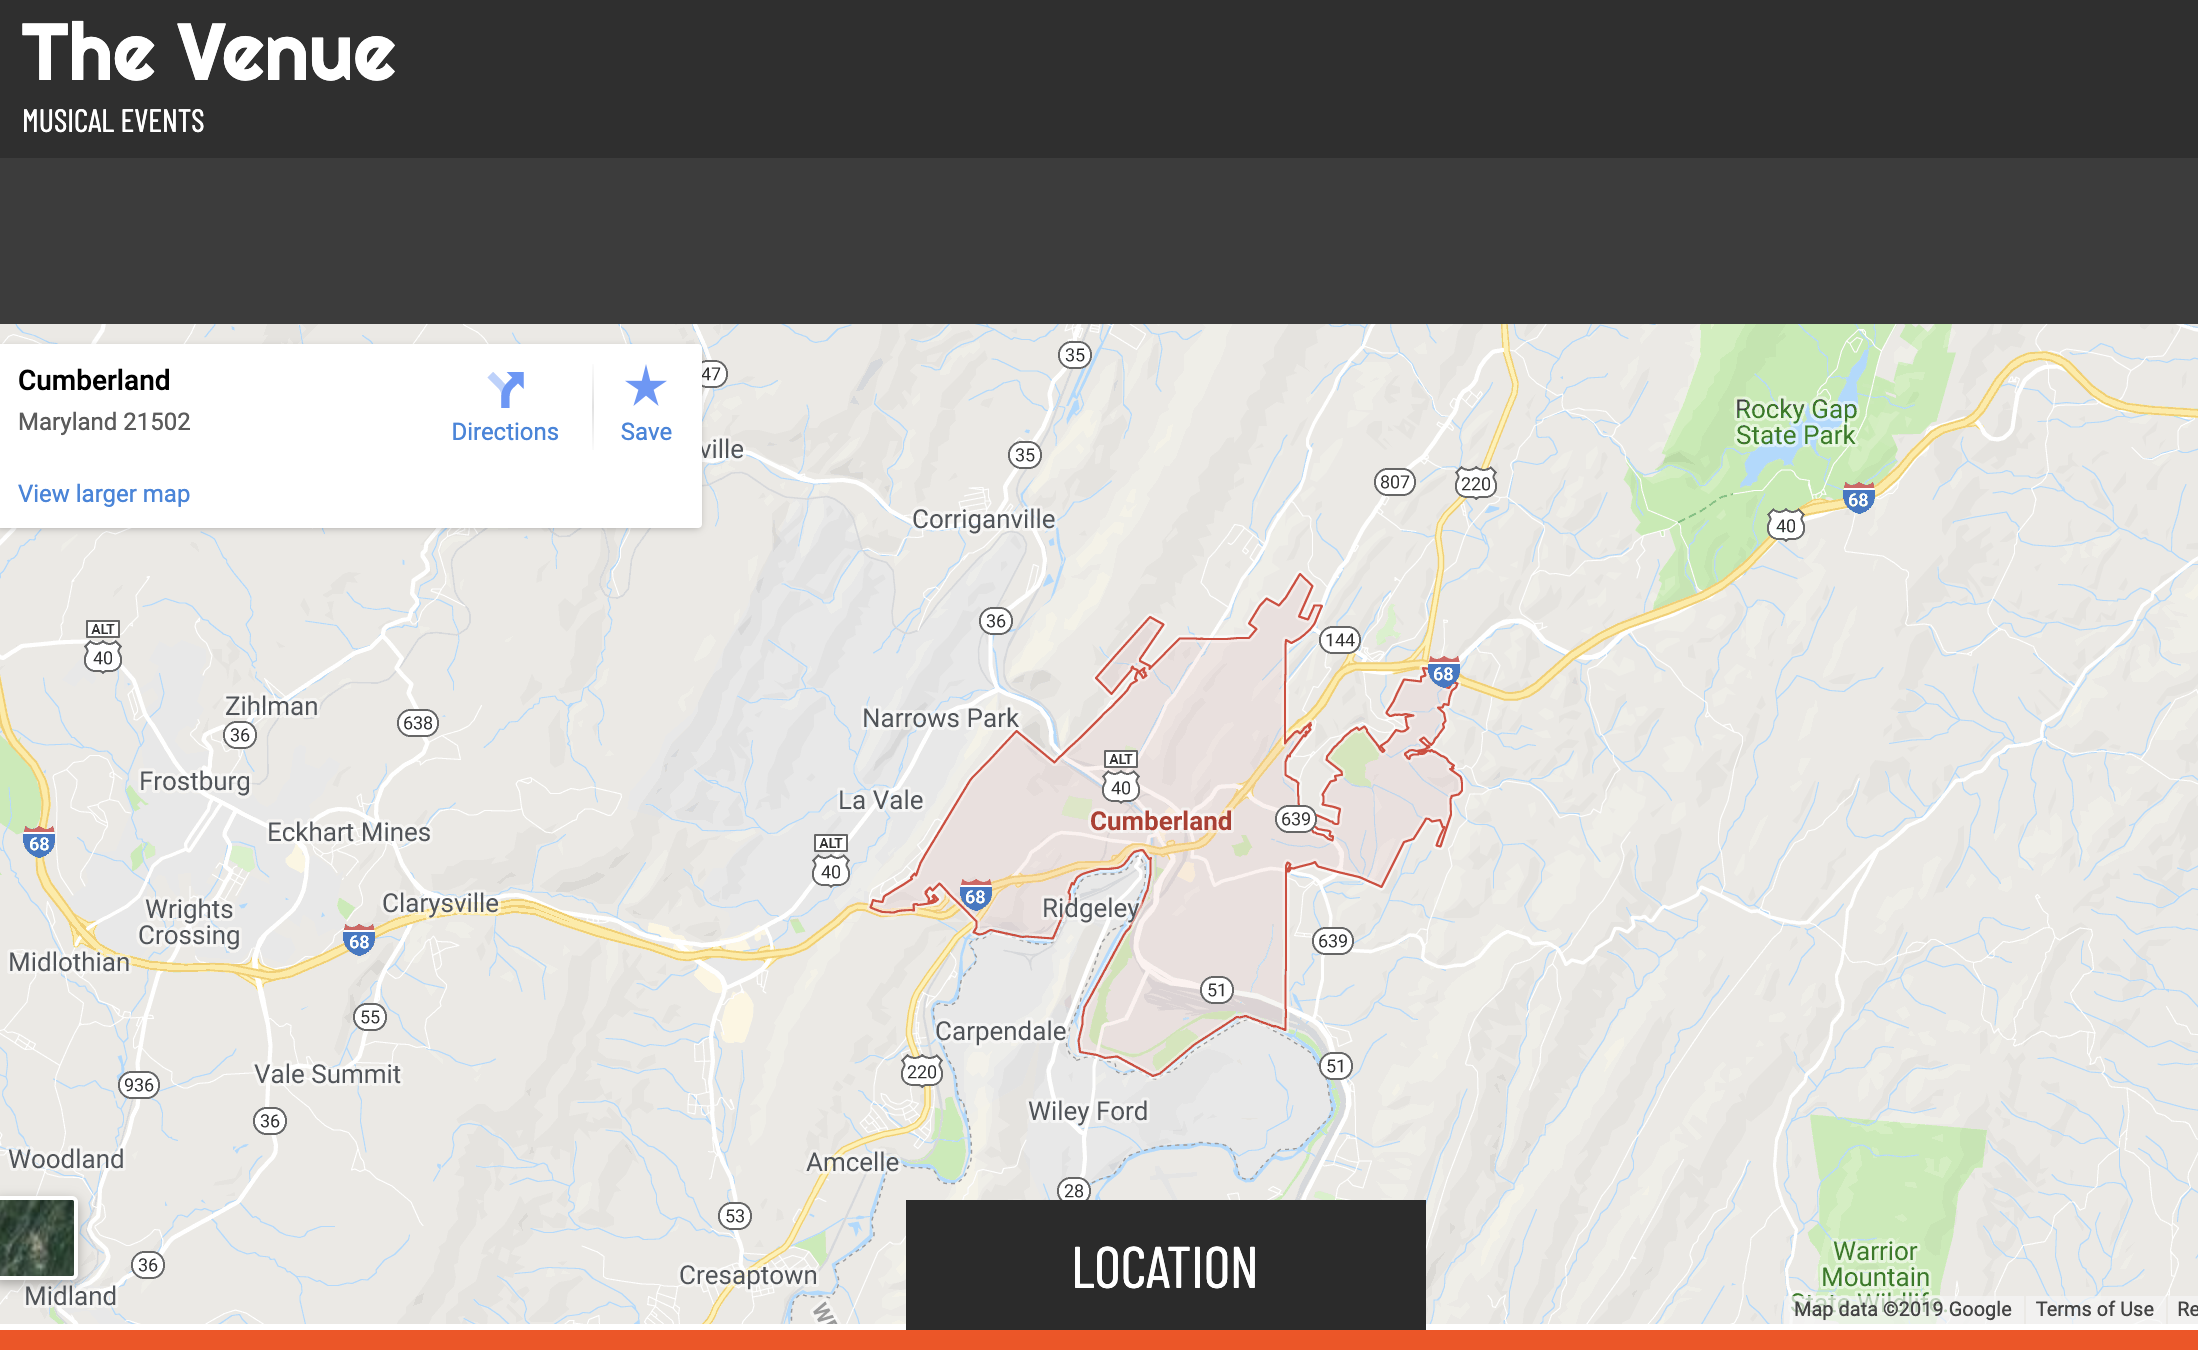 The Venue
MUSICAL EVENTS
Cumberland
Maryland 21502
Directions
Save
View larger map
47
ville
35
35
Corriganville
36
807
220
Rocky Gap
State Park
68
40
ALT
40
Zihlman
36
638
Frostburg
Eckhart Mines
68
Wrights
Crossing
Clarysville
68
Midlothian
55
Vale Summit
936
36
Woodland
36
Midland
144
68
Narrows Park
La Vale
ALT
40
ALT
40
Cumberland
639
68
Ridgeley
639
51
Carpendale
220
51
Wiley Ford
Amcelle
28
53
Cresaptown
LOCATION
Warrior
Mountain
State Wildlife
Map data ©2019 Google
Terms of Use
Re